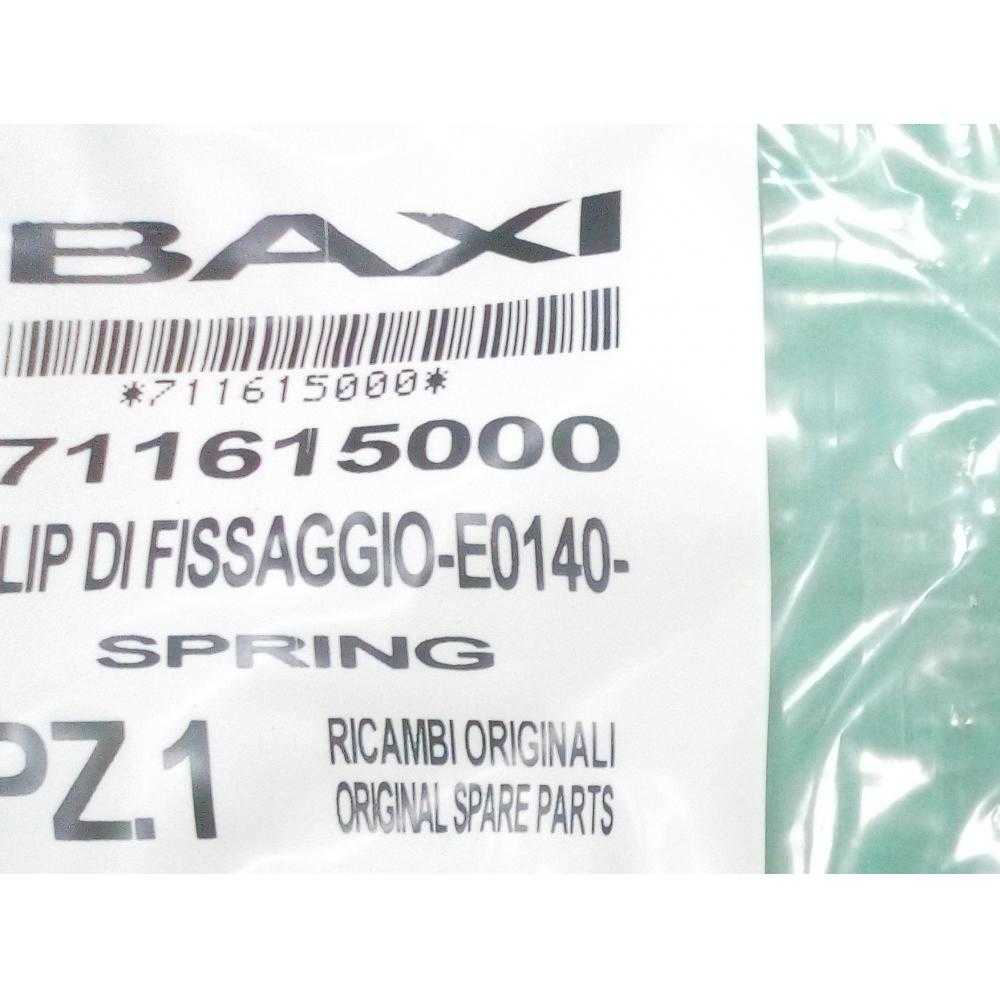 BAXI
*711615000*
711615000
LIP DI FISSAGGIO-E0140-
SPRING
PZ.1
RICAMBI ORIGINALI
ORIGINAL SPARE PARTS